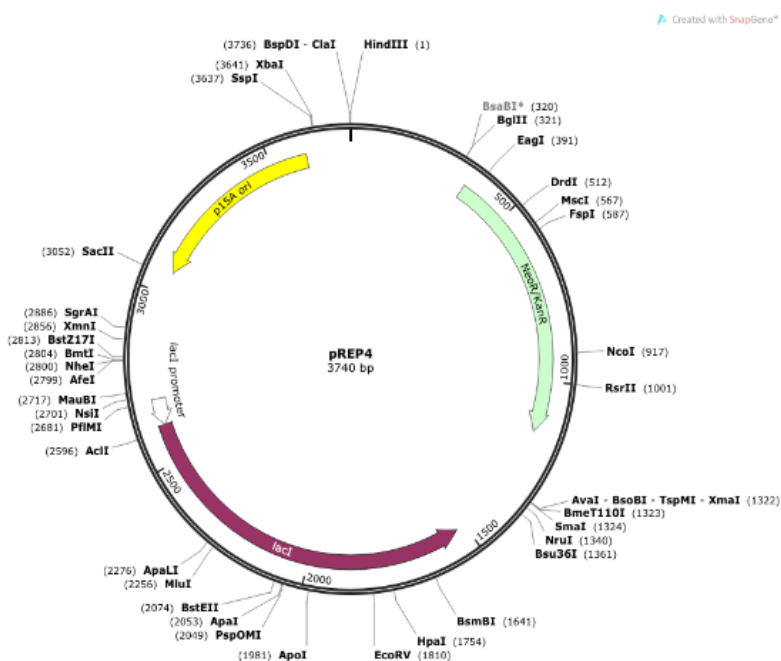 Created with SnapGene®
(3736) BspDI - ClaI
HindIII (1)
(3641) XbaI
(3637) SspI
BsaBI* (320)
BglII (321)
EagI (391)
3500
p15A ori
500
DrdI (512)
MscI (567)
FspI (587)
(3052) SacII
NeoR/KanR
3000
(2886) SgrAI
(2856) XmnI
(2813) BstZ17I
(2804) BmtI
(2800) NheI
(2799) AfeI
(2717) MauBI
(2701) NsiI
(2681) PflMI
(2596) AclI
lacI promoter
pREP4
3740 bp
NcoI (917)
1000
RsrII (1001)
2500
AvaI - BsoBI - TspMI - XmaI (1322)
BmeT110I (1323)
SmaI (1324)
NruI (1340)
Bsu36I (1361)
1500
lacI
2000
(2276) ApaLI
(2256) MluI
(2074) BstEII
(2053) ApaI
(2049) PspOMI
(1981) ApoI
BsmBI (1641)
HpaI (1754)
EcoRV (1810)